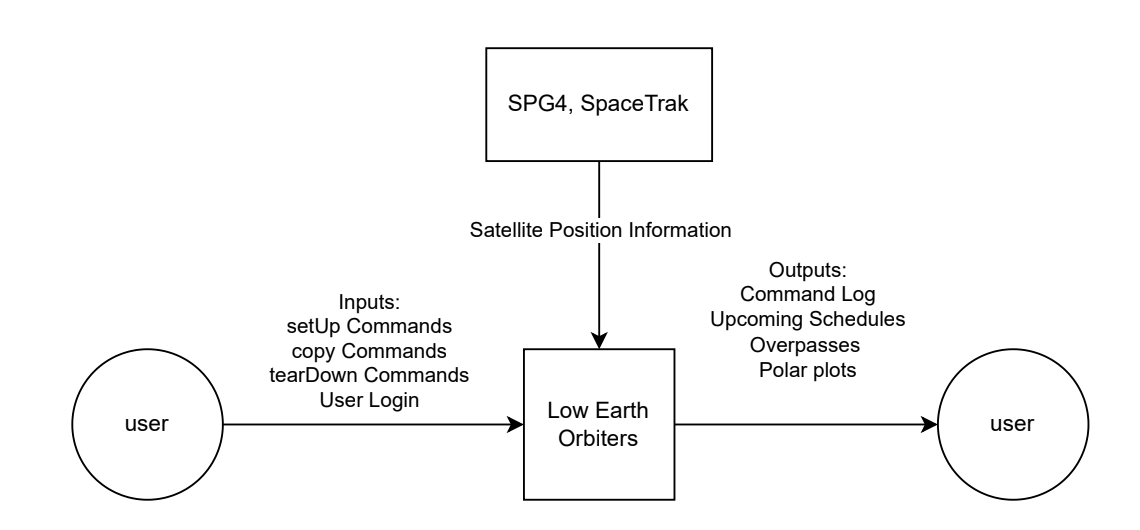 SPG4, SpaceTrak
Satellite Position Information
Inputs:
setUp Commands
copy Commands
tearDown Commands
User Login
Outputs:
Command Log
Upcoming Schedules
Overpasses
Polar plots
user
Low Earth
Orbiters
user